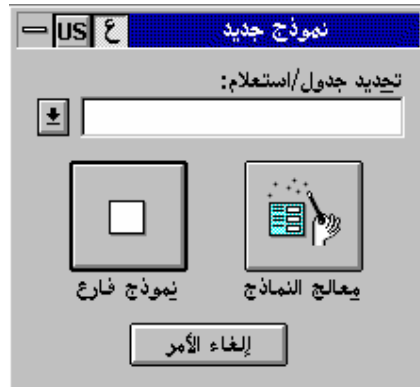 نموذج جديد ع US
تحديد جدول/استعلام:
معالج النماذج
نموذج فارغ
إلغاء الأمر